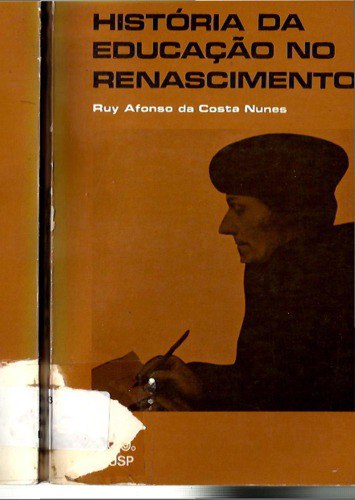 HISTÓRIA DA
EDUCAÇÃO NO
RENASCIMENTO
Ruy Afonso da Costa Nunes